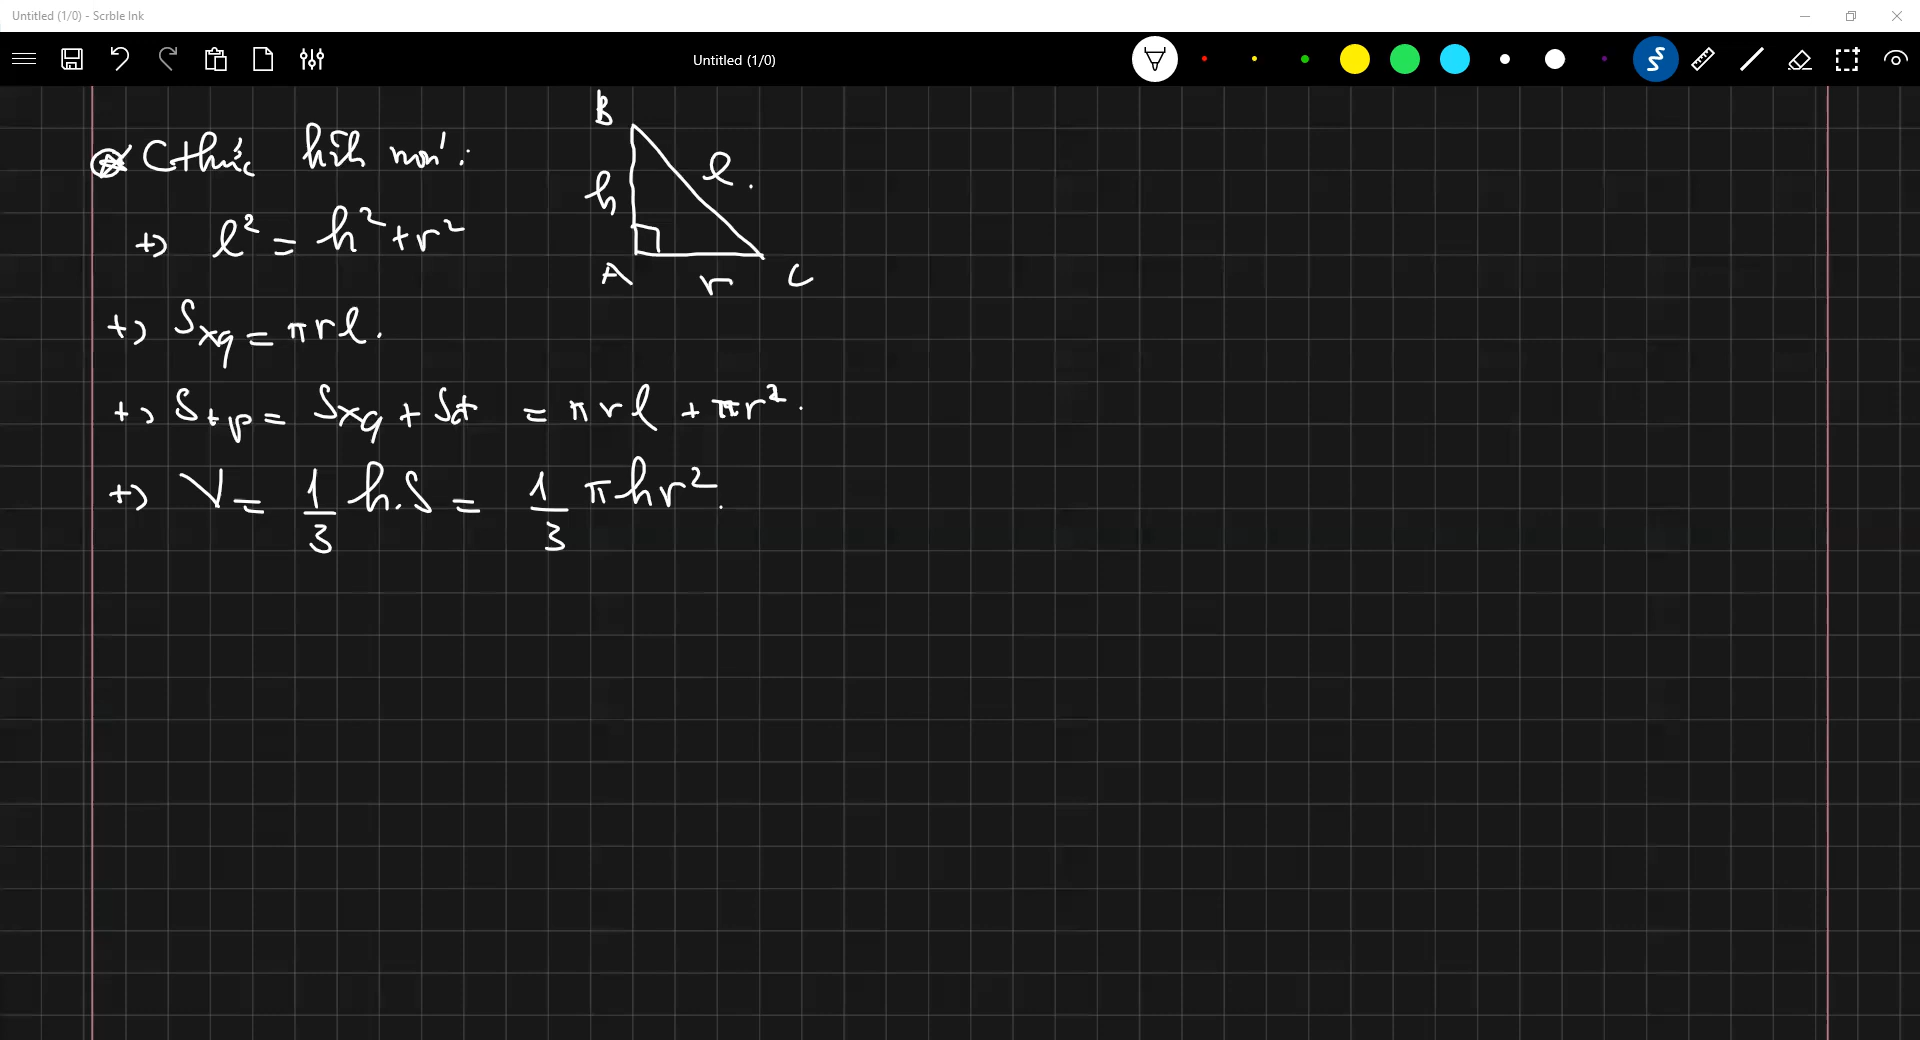 Untitled (1/0) - Scrble Ink
Untitled (1/0)
Cthức hìh nón:
B
h
l.
A
r
C
+) l² = h² + r²
+) Sxq = πrl.
+) Stp = Sxq + Sđ = πrl + πr².
+) V = 1/3 h.S = 1/3 πhr².